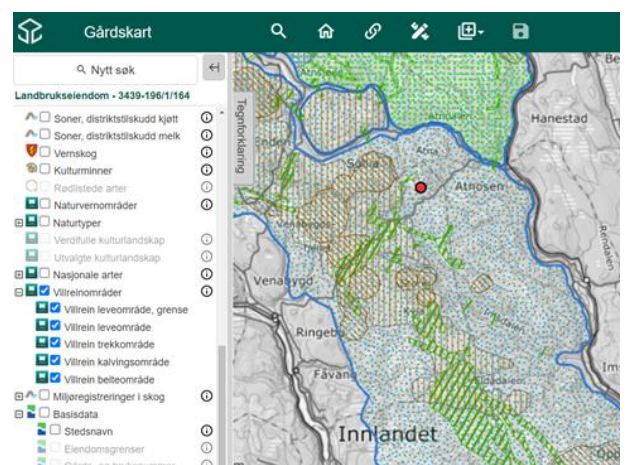 Gårdskart
Nytt søk
Landbrukseiendom - 3439-196/1/164
Soner, distriktstilskudd kjøtt
Soner, distriktstilskudd melk
Vernskog
Kulturminner
Rødlistede arter
Naturvernområder
Naturtyper
Verdifulle kulturlandskap
Utvalgte kulturlandskap
Nasjonale arter
Villreinområder
Villrein leveområde, grense
Villrein leveområde
Villrein trekkområde
Villrein kalvingsområde
Villrein beiteområde
Miljøregistreringer i skog
Basisdata
Stedsnavn
Eiendomsgrenser
Tegnforklaring
Hanestad
Atnosen
Rendalen
Venabygd
Ringebu
Fåvang
Imsdalen
Innlandet